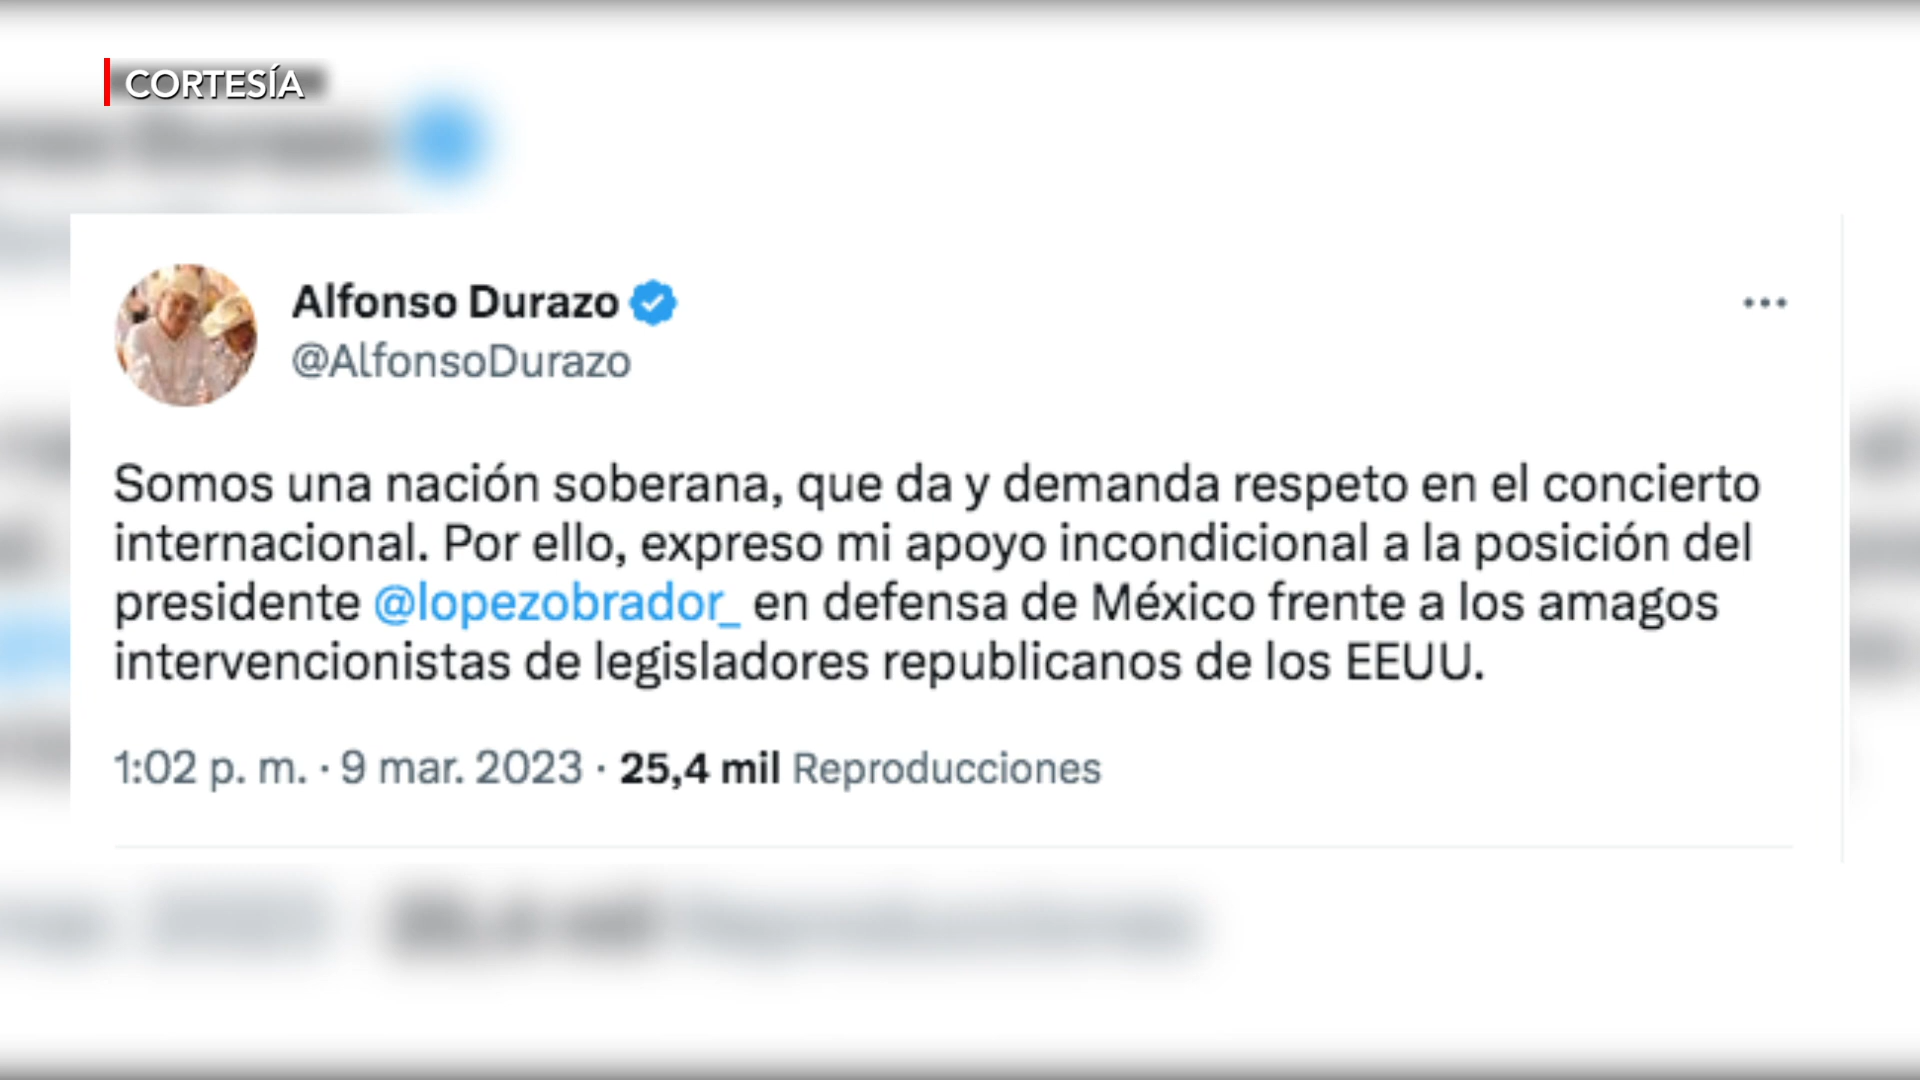 CORTESÍA
Alfonso Durazo
@AlfonsoDurazo
Somos una nación soberana, que da y demanda respeto en el concierto
internacional. Por ello, expreso mi apoyo incondicional a la posición del
presidente @lopezobrador_ en defensa de México frente a los amagos
intervencionistas de legisladores republicanos de los EEUU.
1:02 p. m. · 9 mar. 2023 · 25,4 mil Reproducciones